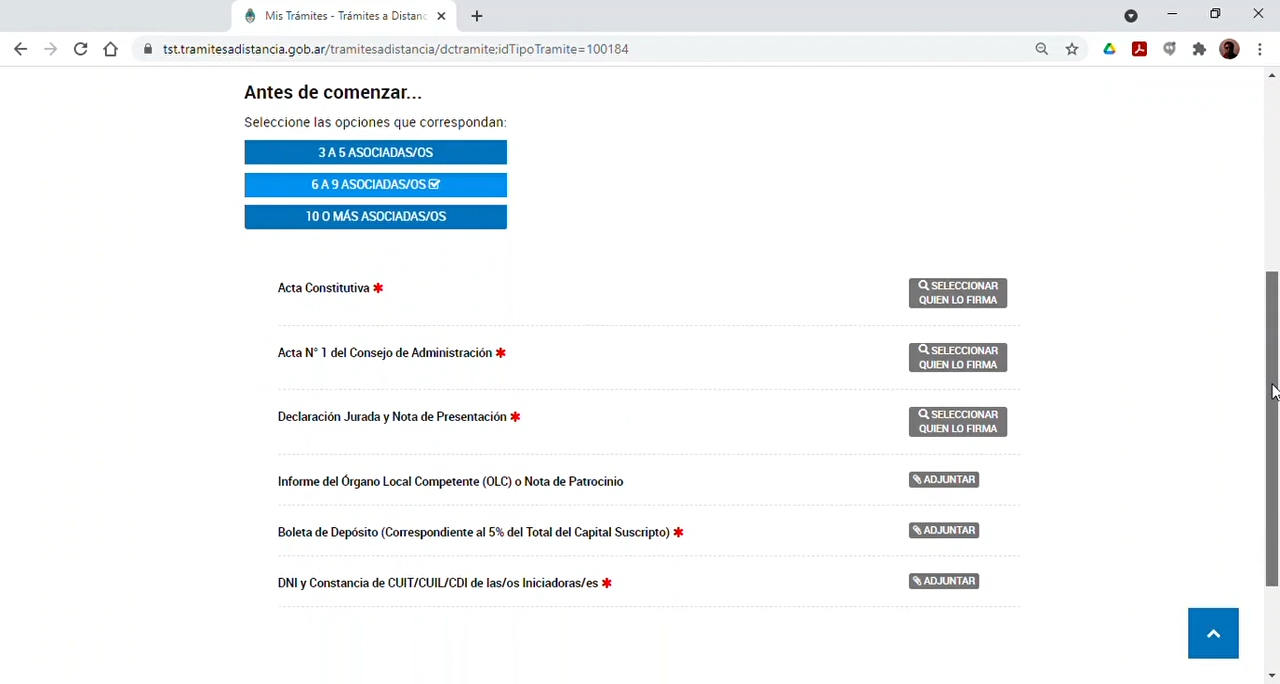 Mis Trámites - Trámites a Distanc
tst.tramitesadistancia.gob.ar/tramitesadistancia/dctramite;idTipoTramite=100184
Antes de comenzar...
Seleccione las opciones que correspondan:
3 A 5 ASOCIADAS/OS
6 A 9 ASOCIADAS/OS
10 O MÁS ASOCIADAS/OS
Acta Constitutiva *
SELECCIONAR
QUIEN LO FIRMA
Acta N° 1 del Consejo de Administración *
SELECCIONAR
QUIEN LO FIRMA
Declaración Jurada y Nota de Presentación *
SELECCIONAR
QUIEN LO FIRMA
Informe del Órgano Local Competente (OLC) o Nota de Patrocinio
ADJUNTAR
Boleta de Depósito (Correspondiente al 5% del Total del Capital Suscripto) *
ADJUNTAR
DNI y Constancia de CUIT/CUIL/CDI de las/os Iniciadoras/es *
ADJUNTAR